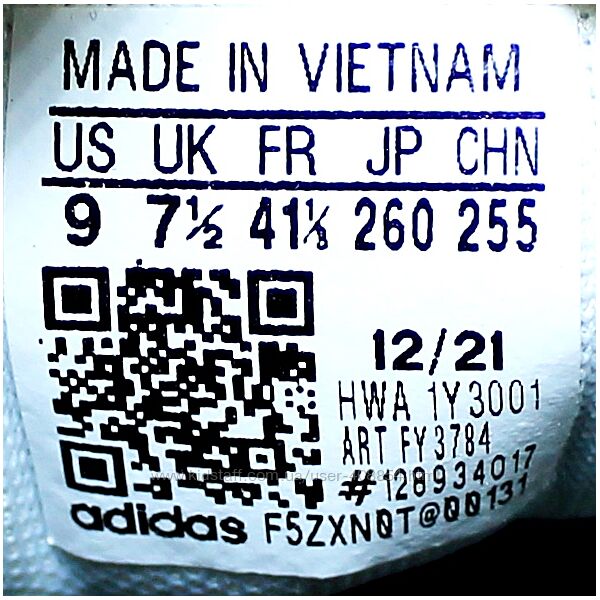 MADE IN VIETNAM
US UK FR JP CHN
9 7½ 41⅓ 260 255
12/21
HWA 1Y3001
ART FY3784
#126934017
adidas F5ZXN0T@00131